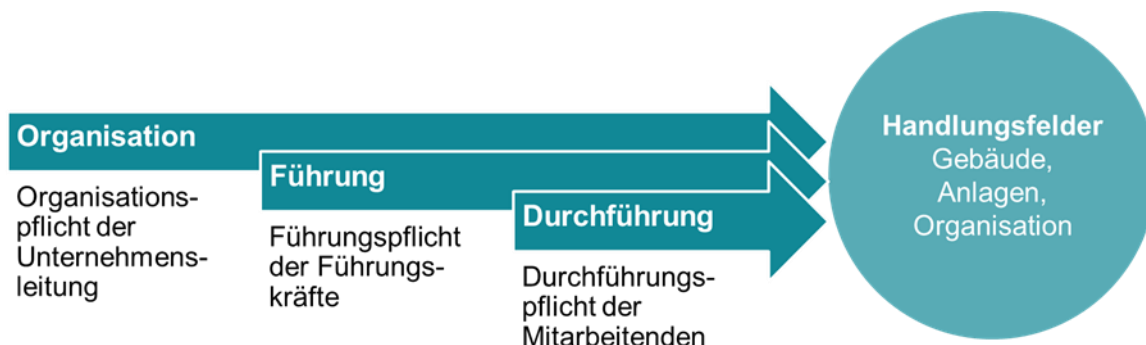 Organisation
Organisations-
pflicht der
Unternehmens-
leitung
Führung
Führungspflicht
der Führungs-
kräfte
Durchführung
Durchführungs-
pflicht der
Mitarbeitenden
Handlungsfelder
Gebäude,
Anlagen,
Organisation